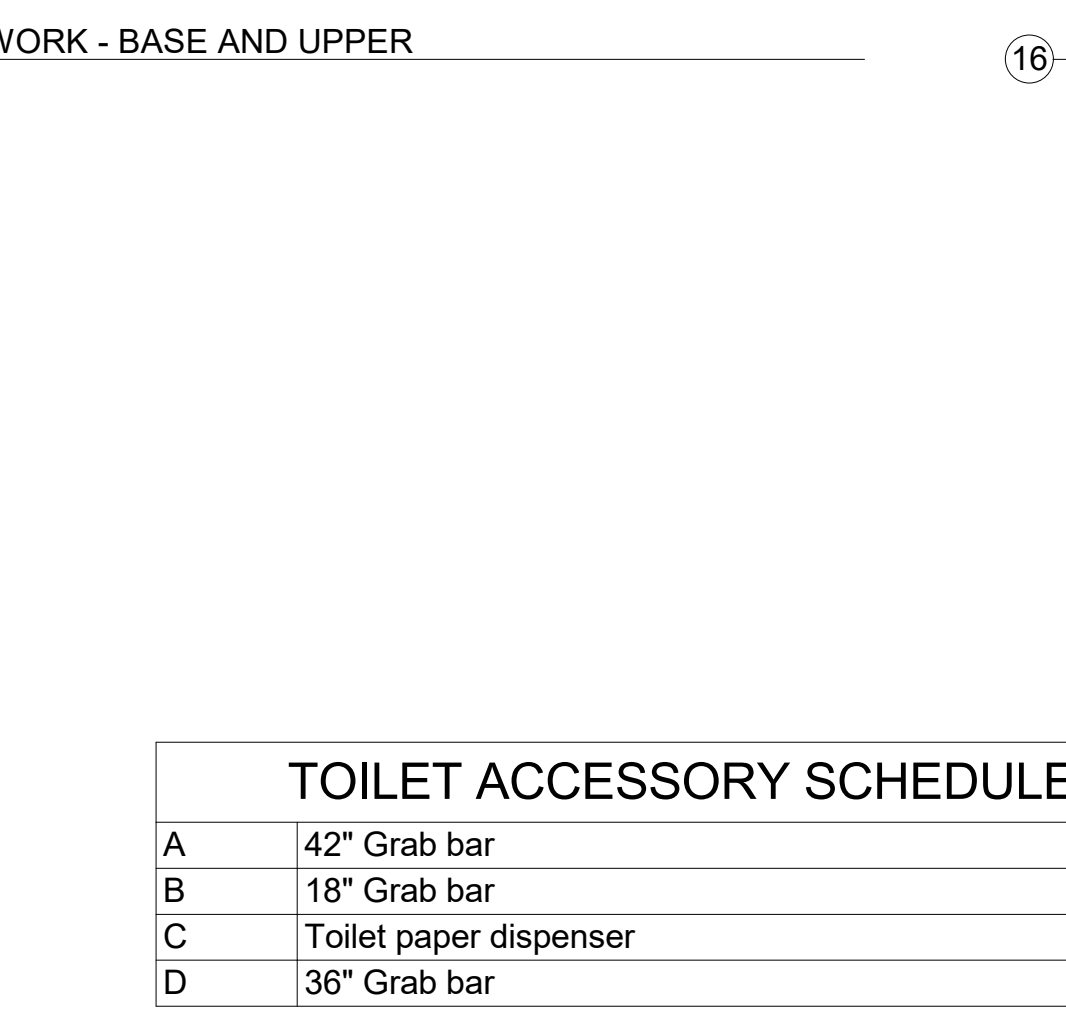 - BASE AND UPPER
16
TOILET ACCESSORY SCHEDULE
A 42" Grab bar
B 18" Grab bar
C Toilet paper dispenser
D 36" Grab bar